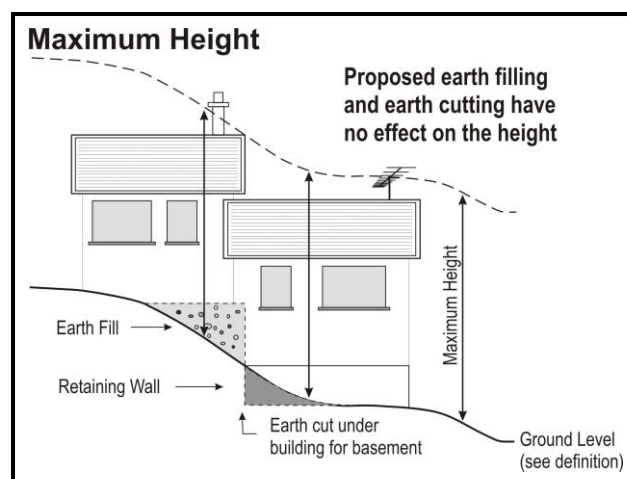 Maximum Height
Proposed earth filling
and earth cutting have
no effect on the height
Maximum Height
Earth Fill
Retaining Wall
Earth cut under
building for basement
Ground Level
(see definition)